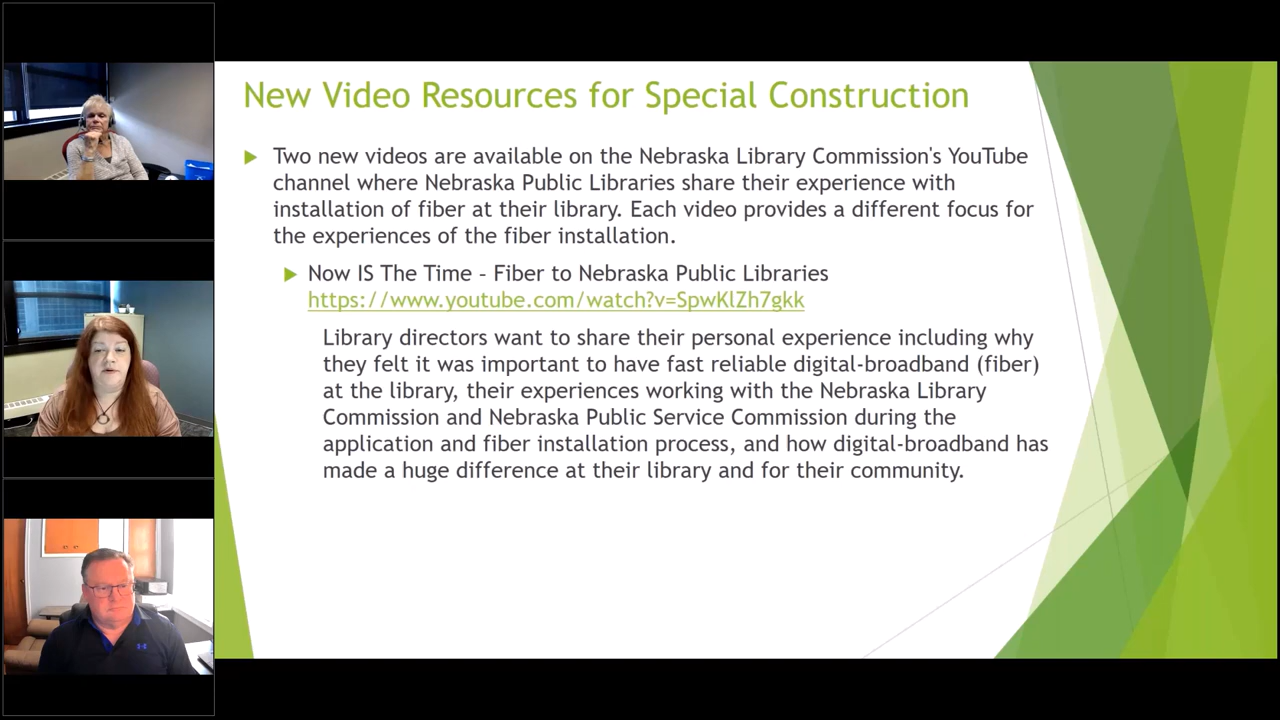 New Video Resources for Special Construction
Two new videos are available on the Nebraska Library Commission's YouTube
channel where Nebraska Public Libraries share their experience with
installation of fiber at their library. Each video provides a different focus for
the experiences of the fiber installation.
Now IS The Time - Fiber to Nebraska Public Libraries
https://www.youtube.com/watch?v=SpwKlZh7gkk
Library directors want to share their personal experience including why
they felt it was important to have fast reliable digital-broadband (fiber)
at the library, their experiences working with the Nebraska Library
Commission and Nebraska Public Service Commission during the
application and fiber installation process, and how digital-broadband has
made a huge difference at their library and for their community.